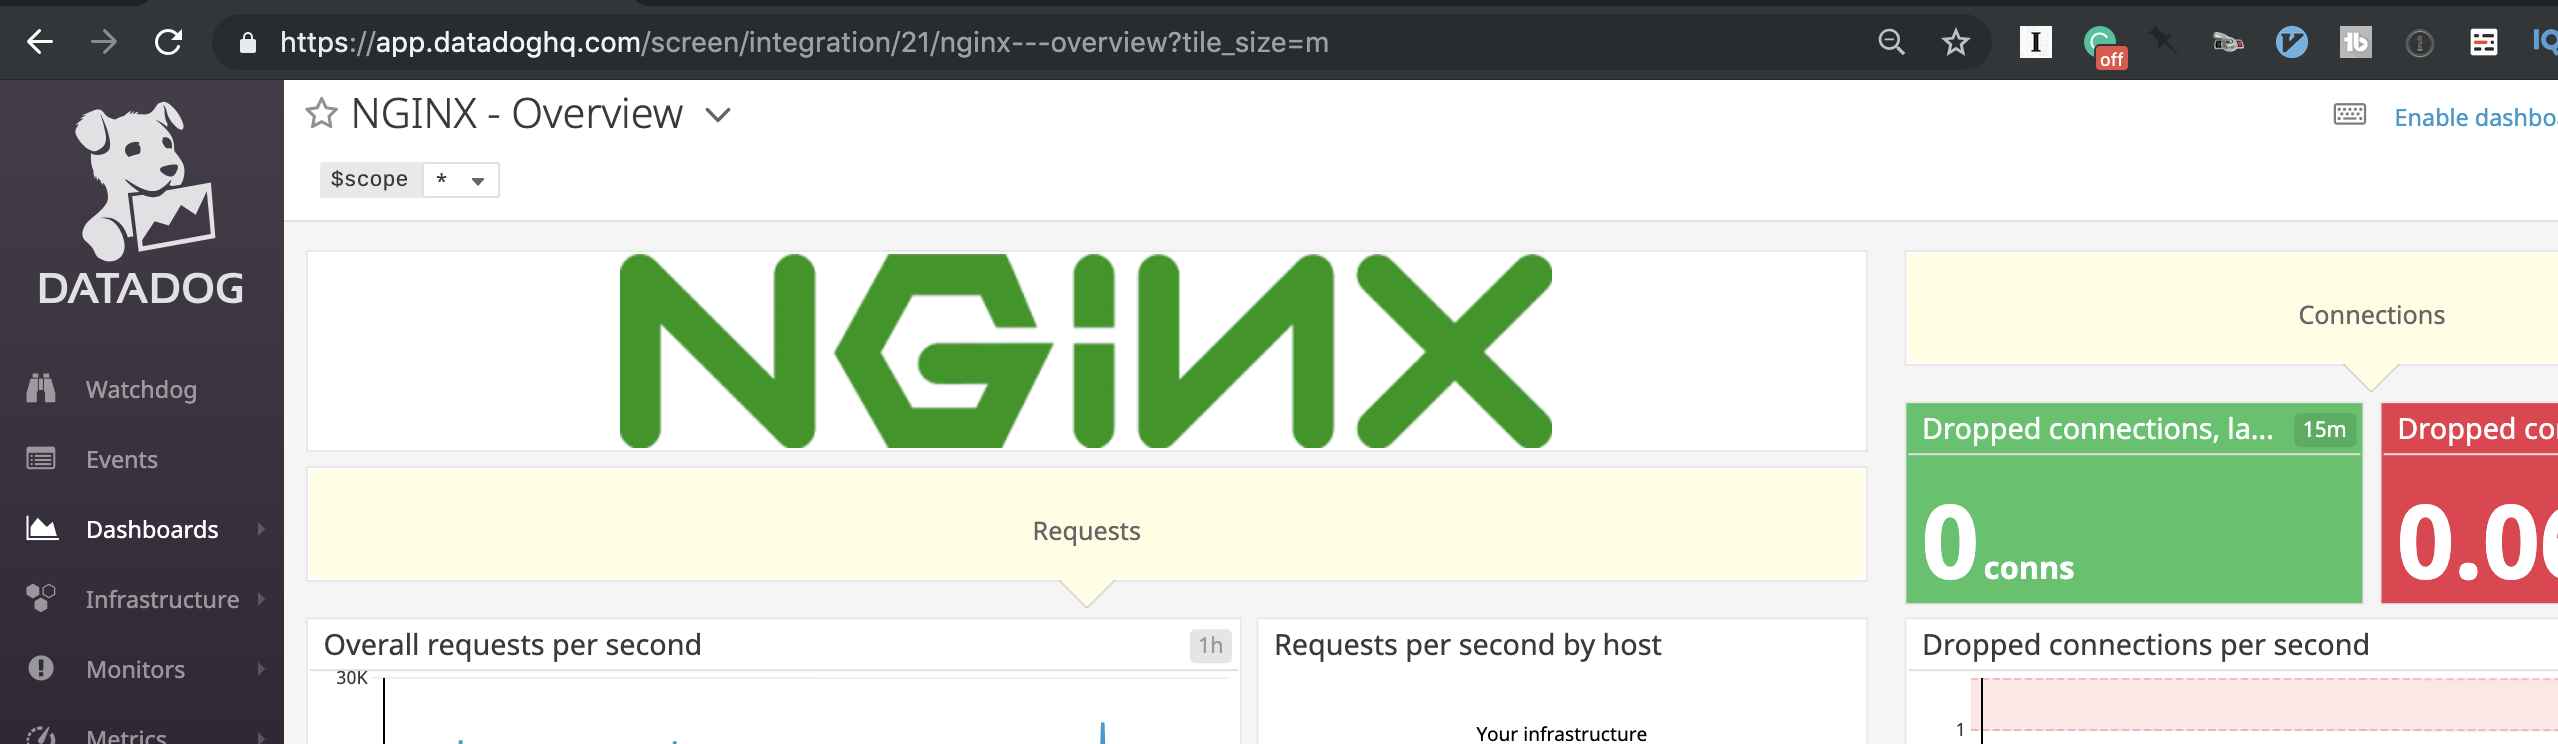 https://app.datadoghq.com/screen/integration/21/nginx---overview?tile_size=m
I
off
tb
IQ
NGINX - Overview
Enable dashbo
$scope * 
DATADOG
Watchdog
Events
Dashboards
Infrastructure
Monitors
Metrics
NGINX
Requests
Overall requests per second 1h
30K
Requests per second by host
Your infrastructure
Connections
Dropped connections, la... 15m
0 conns
Dropped co
0.0
Dropped connections per second
1